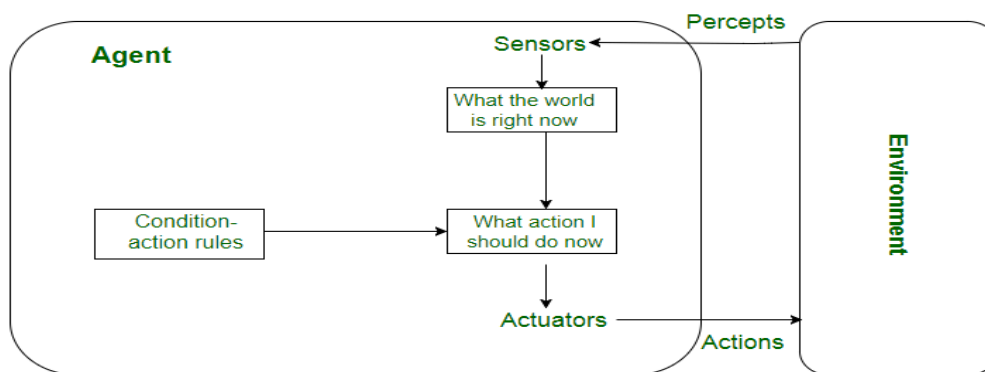 Percepts
Agent
Sensors
What the world
is right now
Environment
Condition-
action rules
What action I
should do now
Actuators
Actions